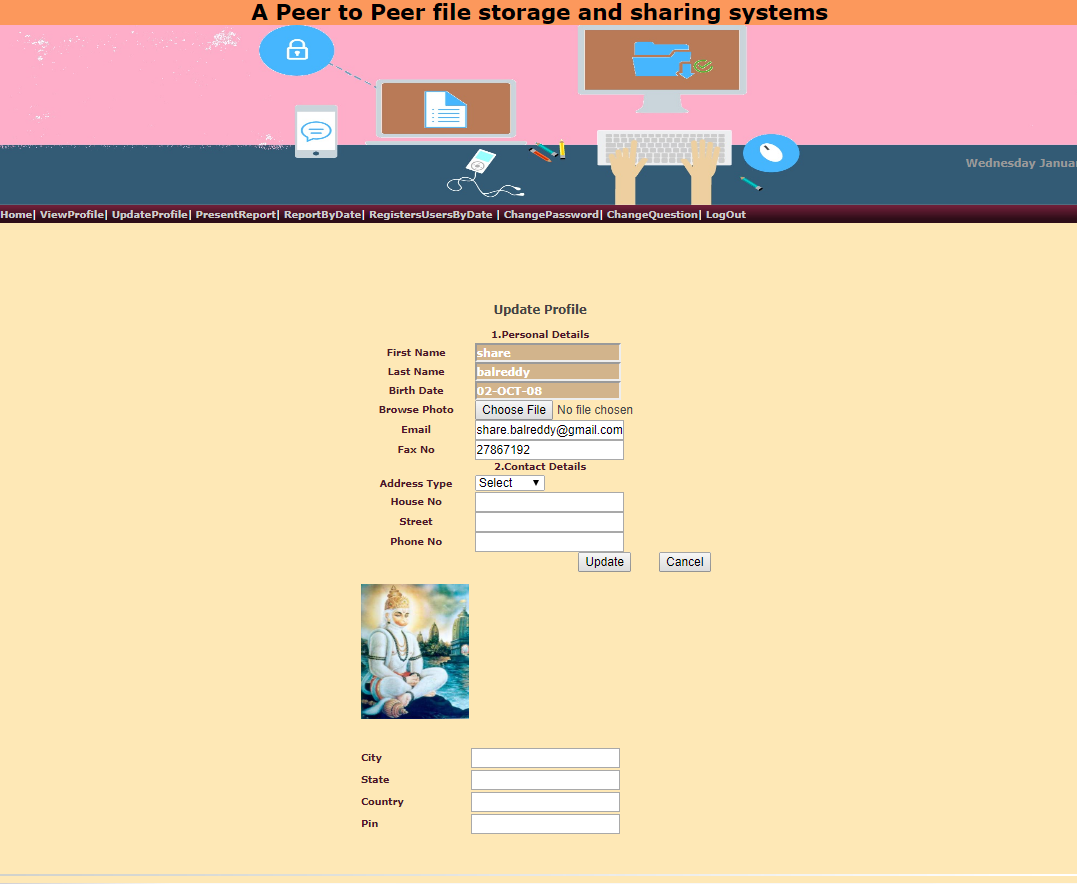 A Peer to Peer file storage and sharing systems
Wednesday
Home| ViewProfile| UpdateProfile| PresentReport| ReportByDate| RegistersUsersByDate | ChangePassword| ChangeQuestion| LogOut
Update Profile
1.Personal Details
First Name share
Last Name balreddy
Birth Date 02-OCT-08
Browse Photo Choose File No file chosen
Email share.balreddy@gmail.com
Fax No 27867192
2.Contact Details
Address Type Select
House No
Street
Phone No
Update Cancel
City
State
Country
Pin